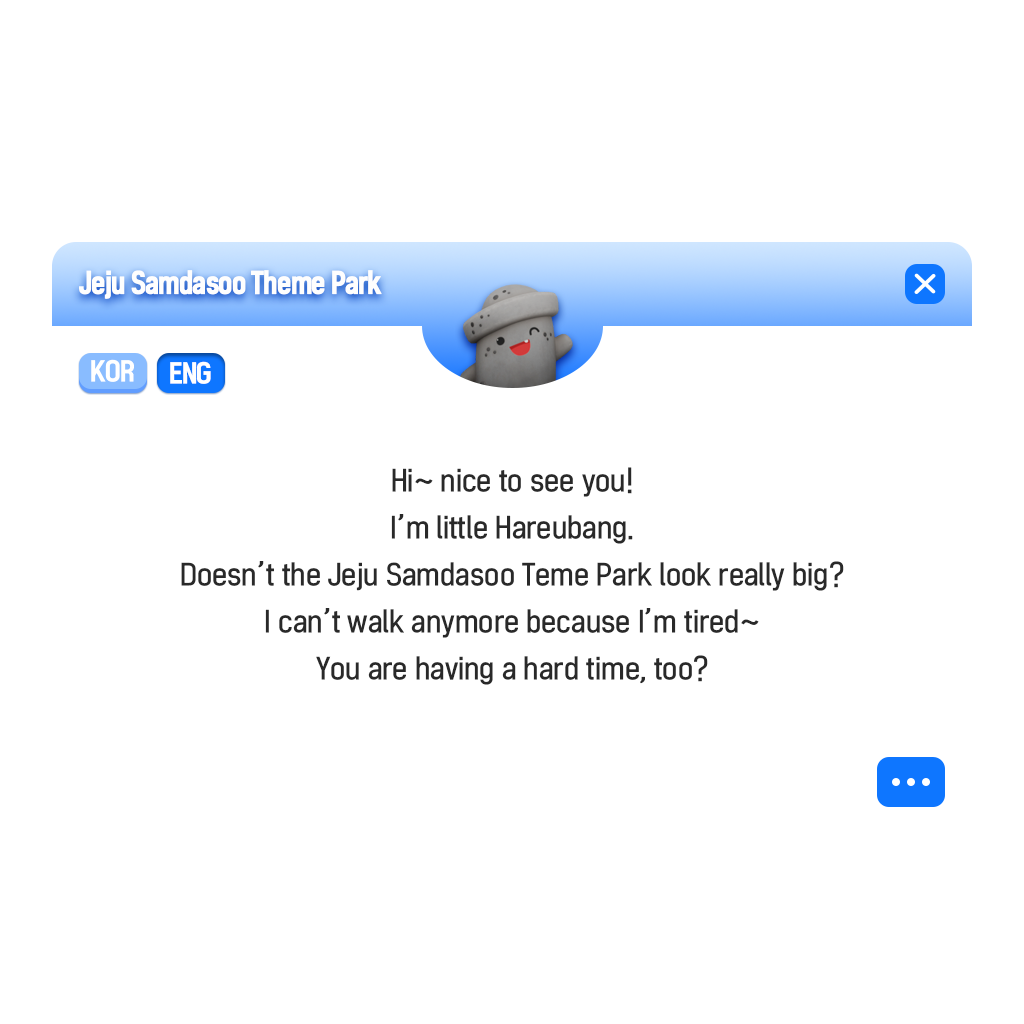 Jeju Samdasoo Theme Park
KOR ENG
Hi~ nice to see you!
I’m little Hareubang.
Doesn’t the Jeju Samdasoo Teme Park look really big?
I can’t walk anymore because I’m tired~
You are having a hard time, too?